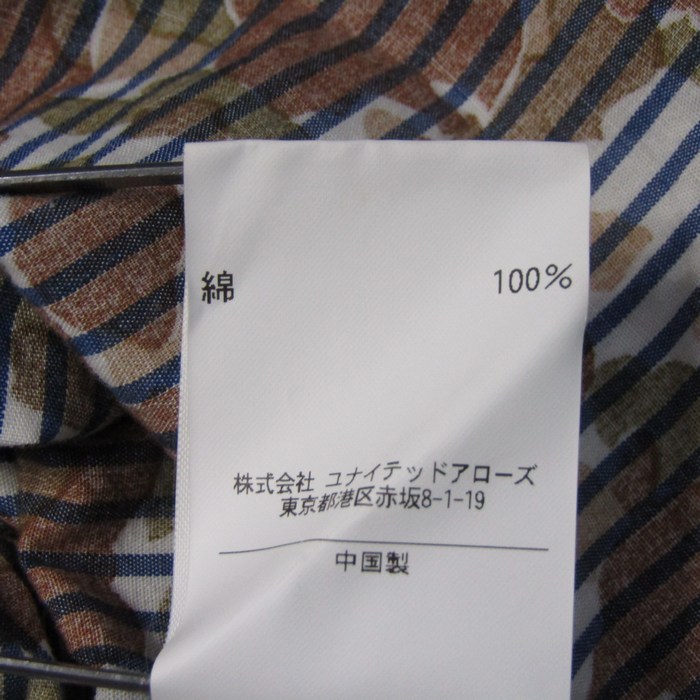 綿 100%
株式会社 ユナイテッドアローズ
東京都港区赤坂8-1-19
中国製